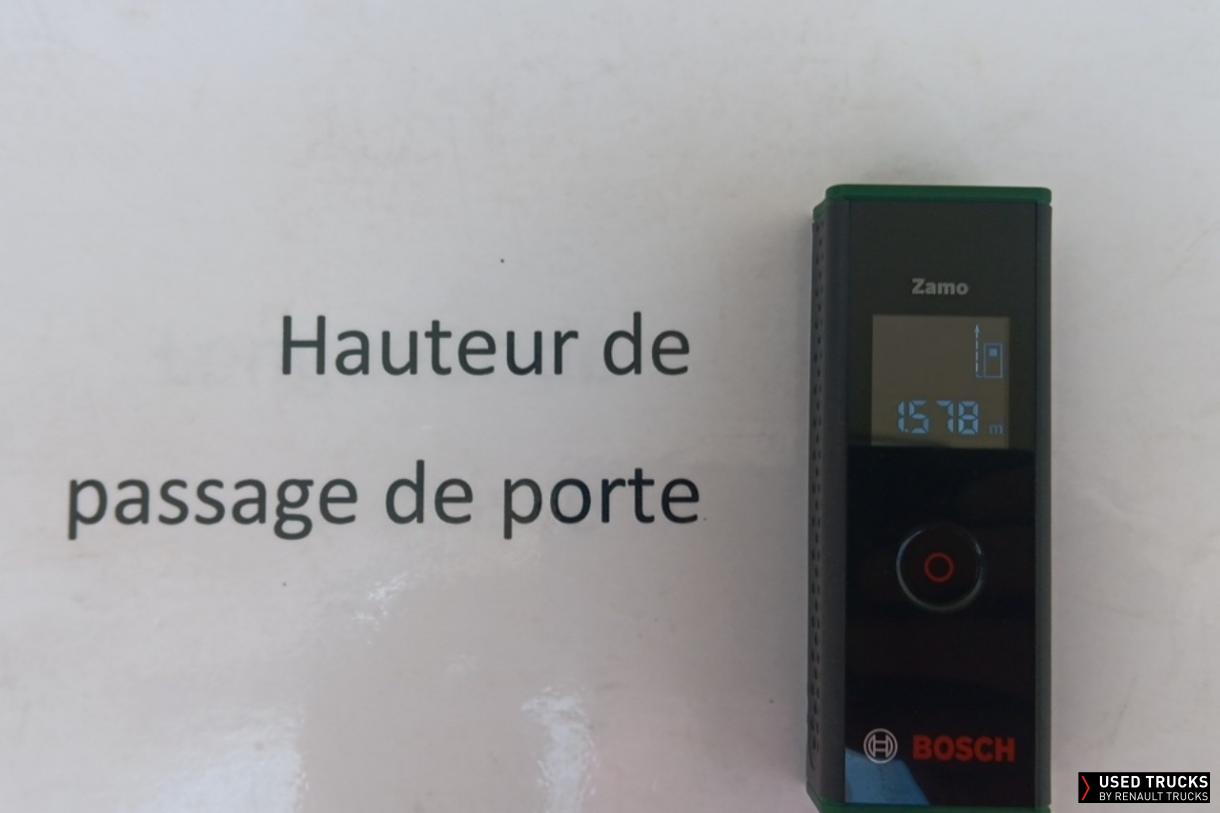 Hauteur de
passage de porte
Zamo
1.578 m
BOSCH
USED TRUCKS
BY RENAULT TRUCKS